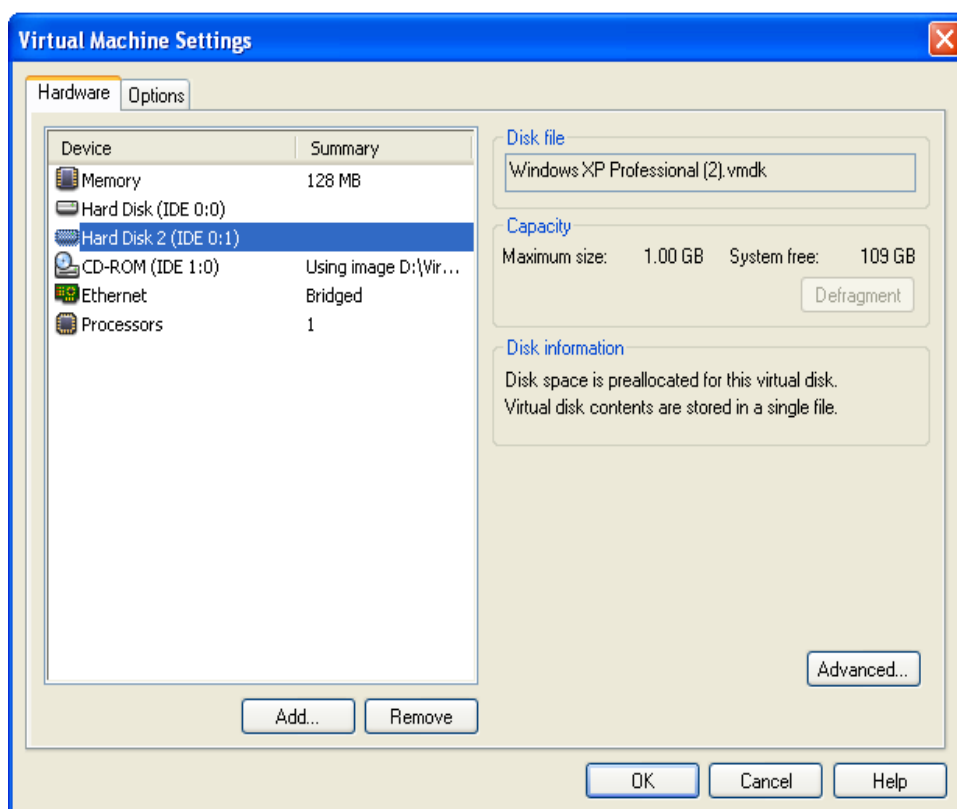 Virtual Machine Settings
Hardware Options
Device Summary
Memory 128 MB
Hard Disk (IDE 0:0)
Hard Disk 2 (IDE 0:1)
CD-ROM (IDE 1:0) Using image D:\Vir...
Ethernet Bridged
Processors 1
Add... Remove
Disk file
Windows XP Professional (2).vmdk
Capacity
Maximum size: 1.00 GB System free: 109 GB
Defragment
Disk information
Disk space is preallocated for this virtual disk.
Virtual disk contents are stored in a single file.
Advanced...
OK Cancel Help